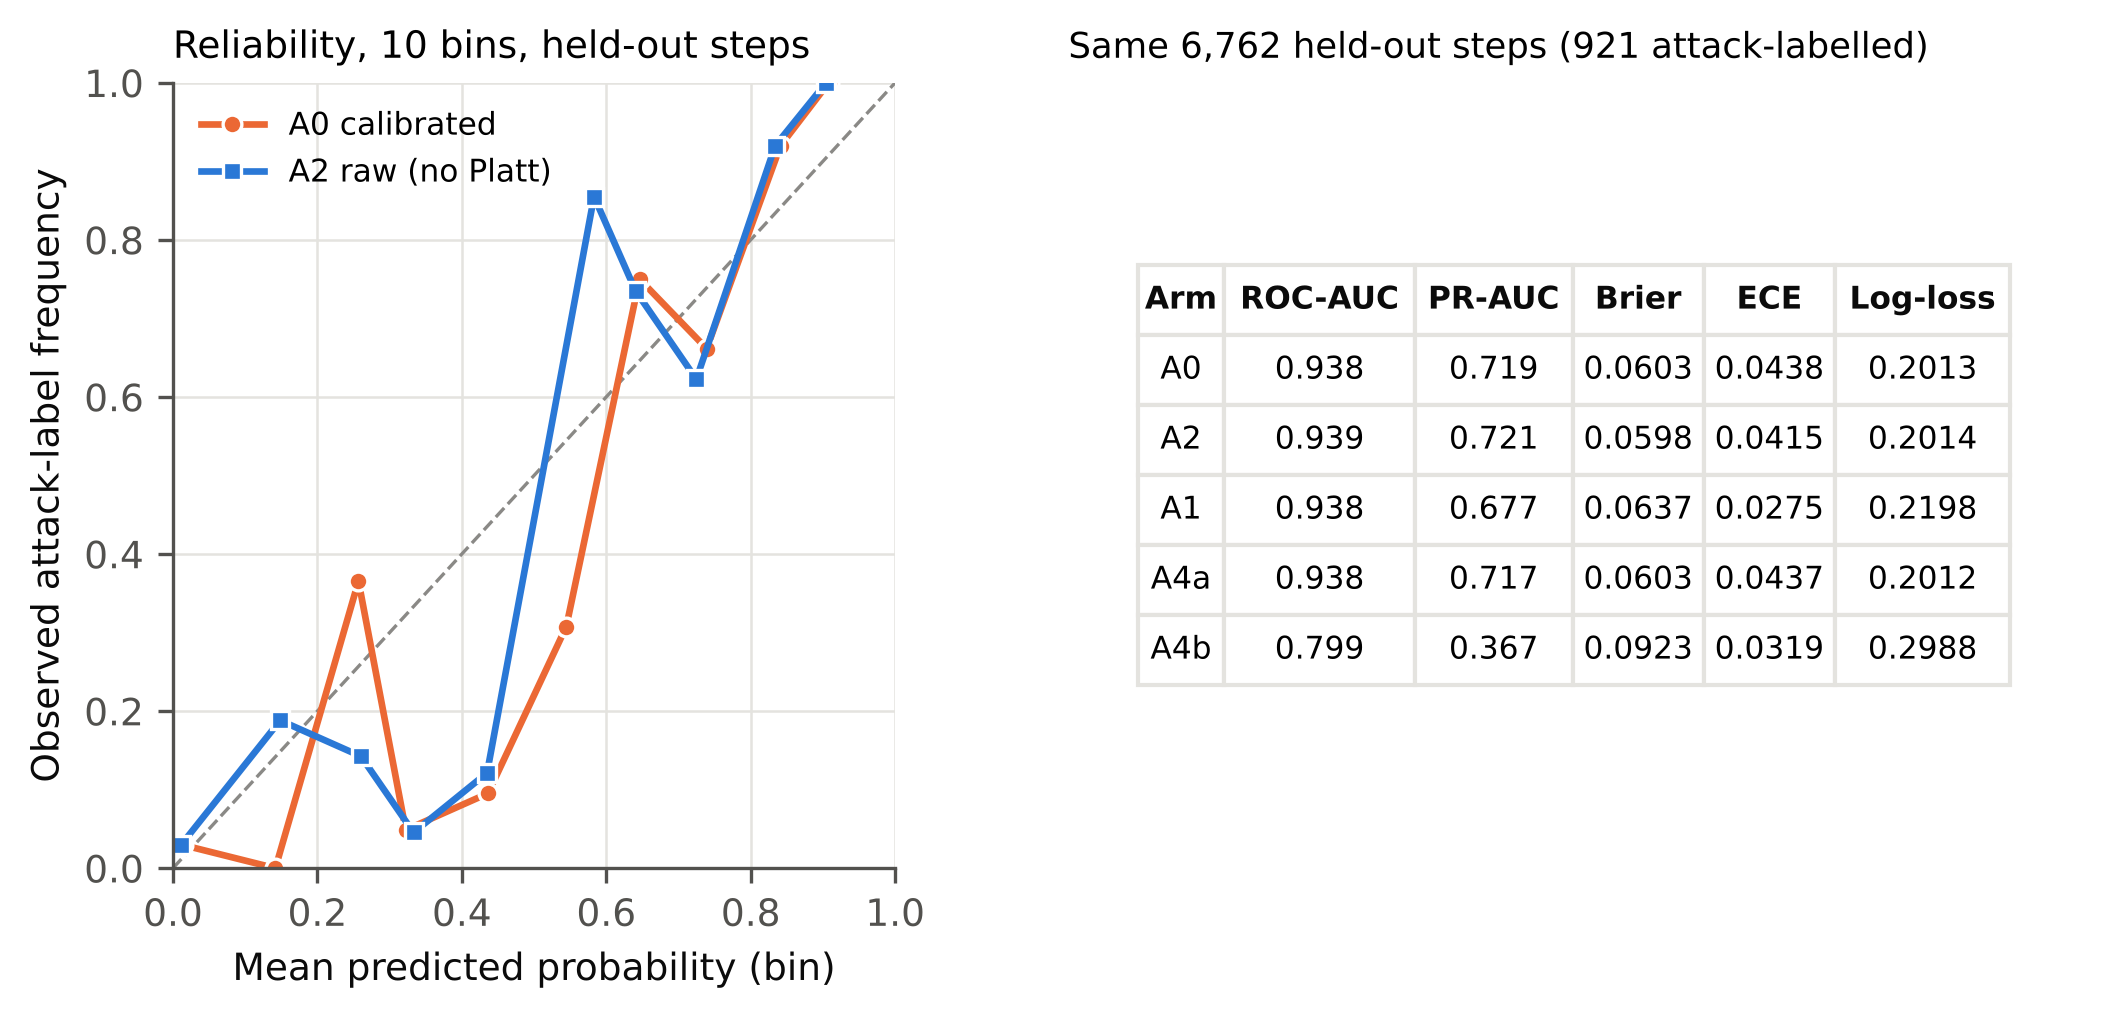 Reliability, 10 bins, held-out steps
1.0
0.8
0.6
0.4
0.2
0.0
0.0 0.2 0.4 0.6 0.8 1.0
Observed attack-label frequency
Mean predicted probability (bin)
A0 calibrated
A2 raw (no Platt)
Same 6,762 held-out steps (921 attack-labelled)
Arm ROC-AUC PR-AUC Brier ECE Log-loss
A0 0.938 0.719 0.0603 0.0438 0.2013
A2 0.939 0.721 0.0598 0.0415 0.2014
A1 0.938 0.677 0.0637 0.0275 0.2198
A4a 0.938 0.717 0.0603 0.0437 0.2012
A4b 0.799 0.367 0.0923 0.0319 0.2988